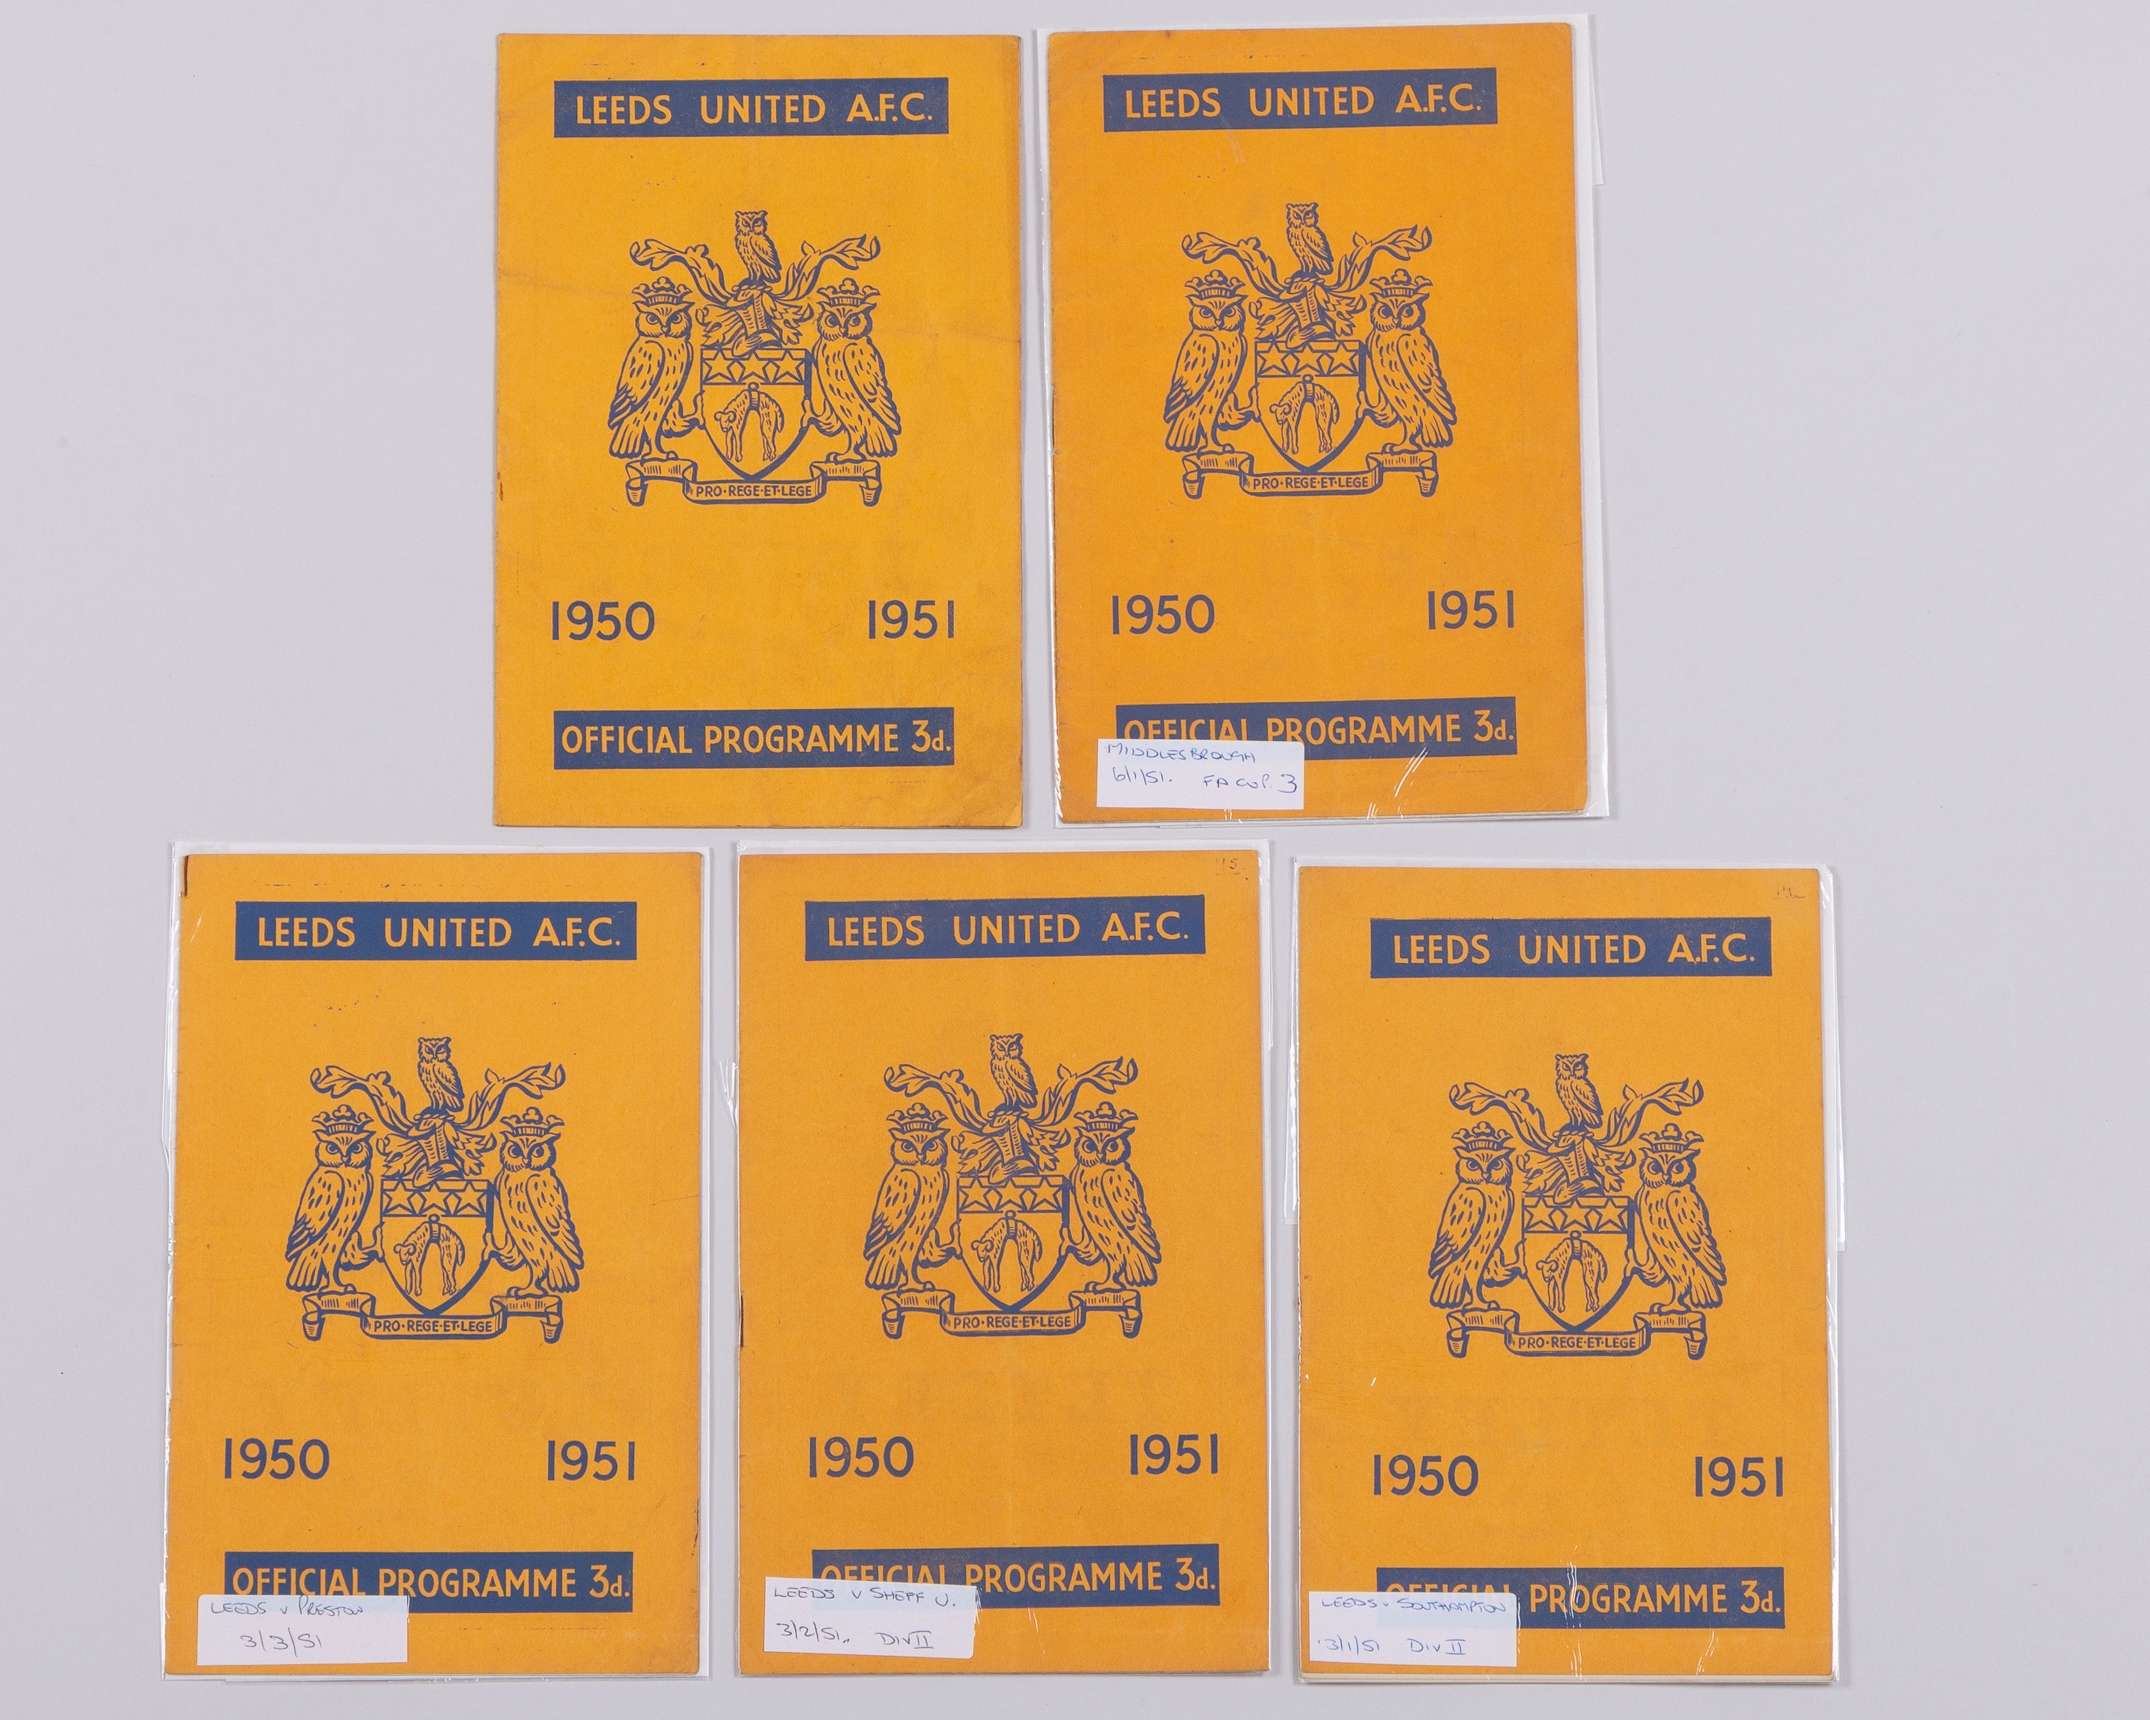 LEEDS UNITED A.F.C.
PRO·REGE·ET·LEGE
1950 1951
OFFICIAL PROGRAMME 3d.
LEEDS UNITED A.F.C.
PRO·REGE·ET·LEGE
1950 1951
OFFICIAL PROGRAMME 3d.
MIDDLESBROUGH
6/1/51. FA CUP. 3
LEEDS UNITED A.F.C.
PRO·REGE·ET·LEGE
1950 1951
OFFICIAL PROGRAMME 3d.
LEEDS v PRESTON
3/3/51
LEEDS UNITED A.F.C.
PRO·REGE·ET·LEGE
1950 1951
OFFICIAL PROGRAMME 3d.
LEEDS V SHEFF U.
3/2/51. DIV II
LEEDS UNITED A.F.C.
PRO·REGE·ET·LEGE
1950 1951
OFFICIAL PROGRAMME 3d.
LEEDS v SOUTHAMPTON
3/1/51 DIV II